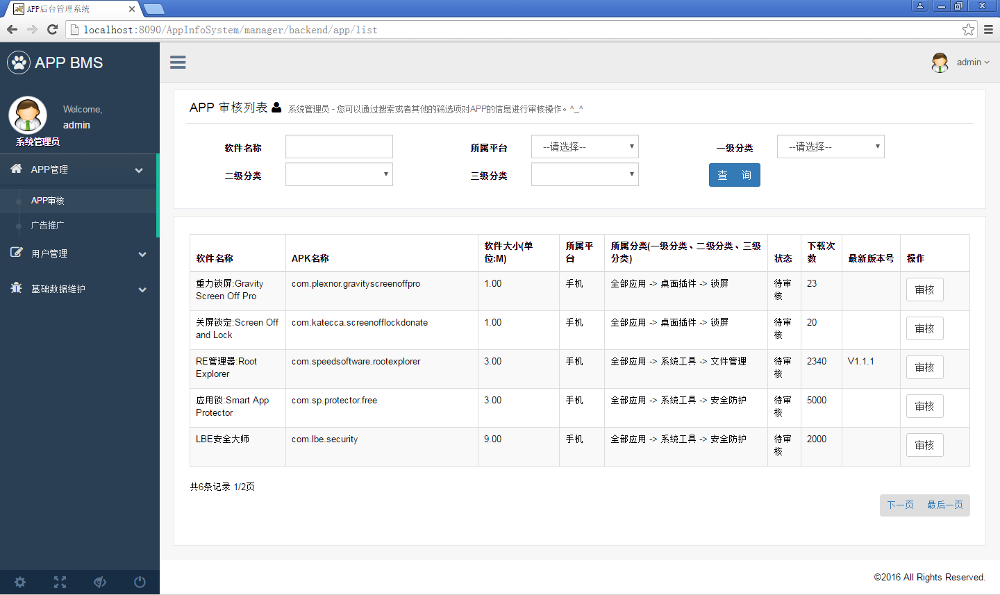 APP后台管理系统
localhost:8090/AppInfoSystem/manager/backend/app/list
APP BMS
admin
Welcome,
admin
系统管理员
APP管理
APP审核
广告推广
用户管理
基础数据维护
APP 审核列表 系统管理员 - 您可以通过搜索或者其他的筛选项对APP的信息进行审核操作。^_^
软件名称 所属平台 --请选择-- 一级分类 --请选择--
二级分类 三级分类 查 询
软件名称 APK名称 软件大小(单位:M) 所属平台 所属分类(一级分类、二级分类、三级分类) 状态 下载次数 最新版本号 操作
重力锁屏:Gravity Screen Off Pro com.plexnor.gravityscreenoffpro 1.00 手机 全部应用 -> 桌面插件 -> 锁屏 待审核 23 审核
关屏锁定:Screen Off and Lock com.katecca.screenofflockdonate 1.00 手机 全部应用 -> 桌面插件 -> 锁屏 待审核 20 审核
RE管理器:Root Explorer com.speedsoftware.rootexplorer 3.00 手机 全部应用 -> 系统工具 -> 文件管理 待审核 2340 V1.1.1 审核
应用锁:Smart App Protector com.sp.protector.free 3.00 手机 全部应用 -> 系统工具 -> 安全防护 待审核 5000 审核
LBE安全大师 com.lbe.security 9.00 手机 全部应用 -> 系统工具 -> 安全防护 待审核 2000 审核
共6条记录 1/2页
下一页 最后一页
©2016 All Rights Reserved.